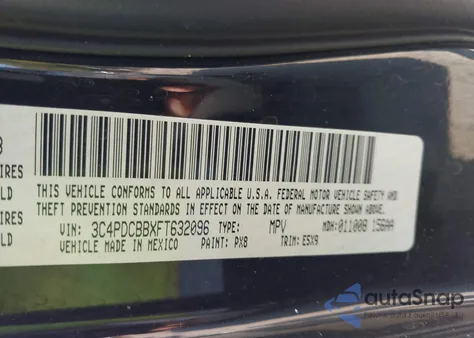 THIS VEHICLE CONFORMS TO ALL APPLICABLE U.S.A. FEDERAL MOTOR VEHICLE SAFETY AND
IRES
THEFT PREVENTION STANDARDS IN EFFECT ON THE DATE OF MANUFACTURE SHOWN ABOVE.
LD
VIN: 3C4PDCBBXFT632096 TYPE: MPV MDH: 011008 156AA
IRES
VEHICLE MADE IN MEXICO PAINT: PX8 TRIM: E5X9
LD
autoSnap